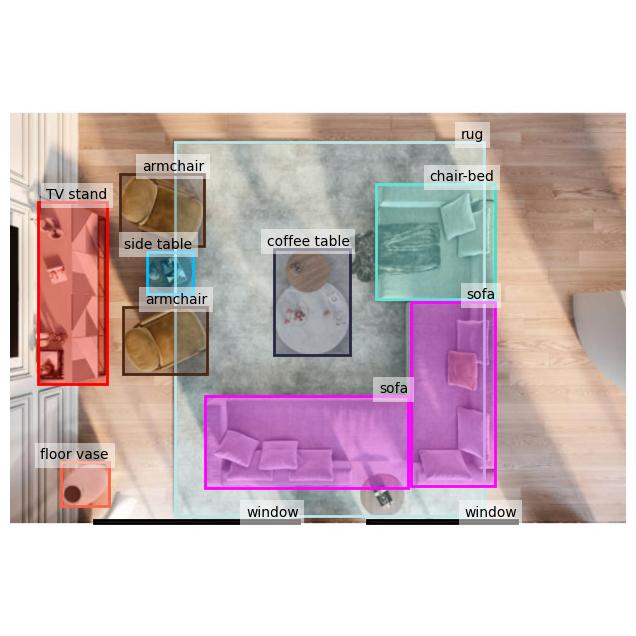 rug
armchair
chair-bed
TV stand
side table
coffee table
armchair
sofa
sofa
floor vase
window
window